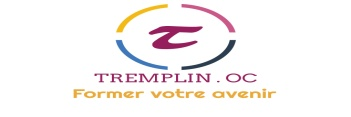 τ
TREMPLIN . OC
Former votre avenir